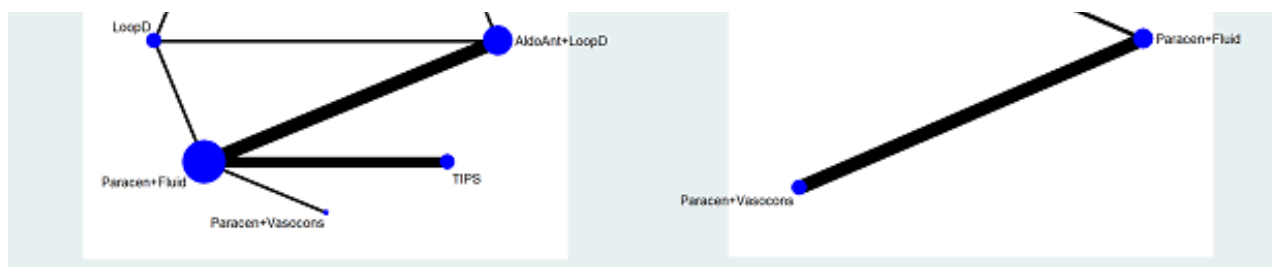 LoopD
AldoAnt+LoopD
Paracen+Fluid
TIPS
Paracen+Vasocons
Paracen+Fluid
Paracen+Vasocons